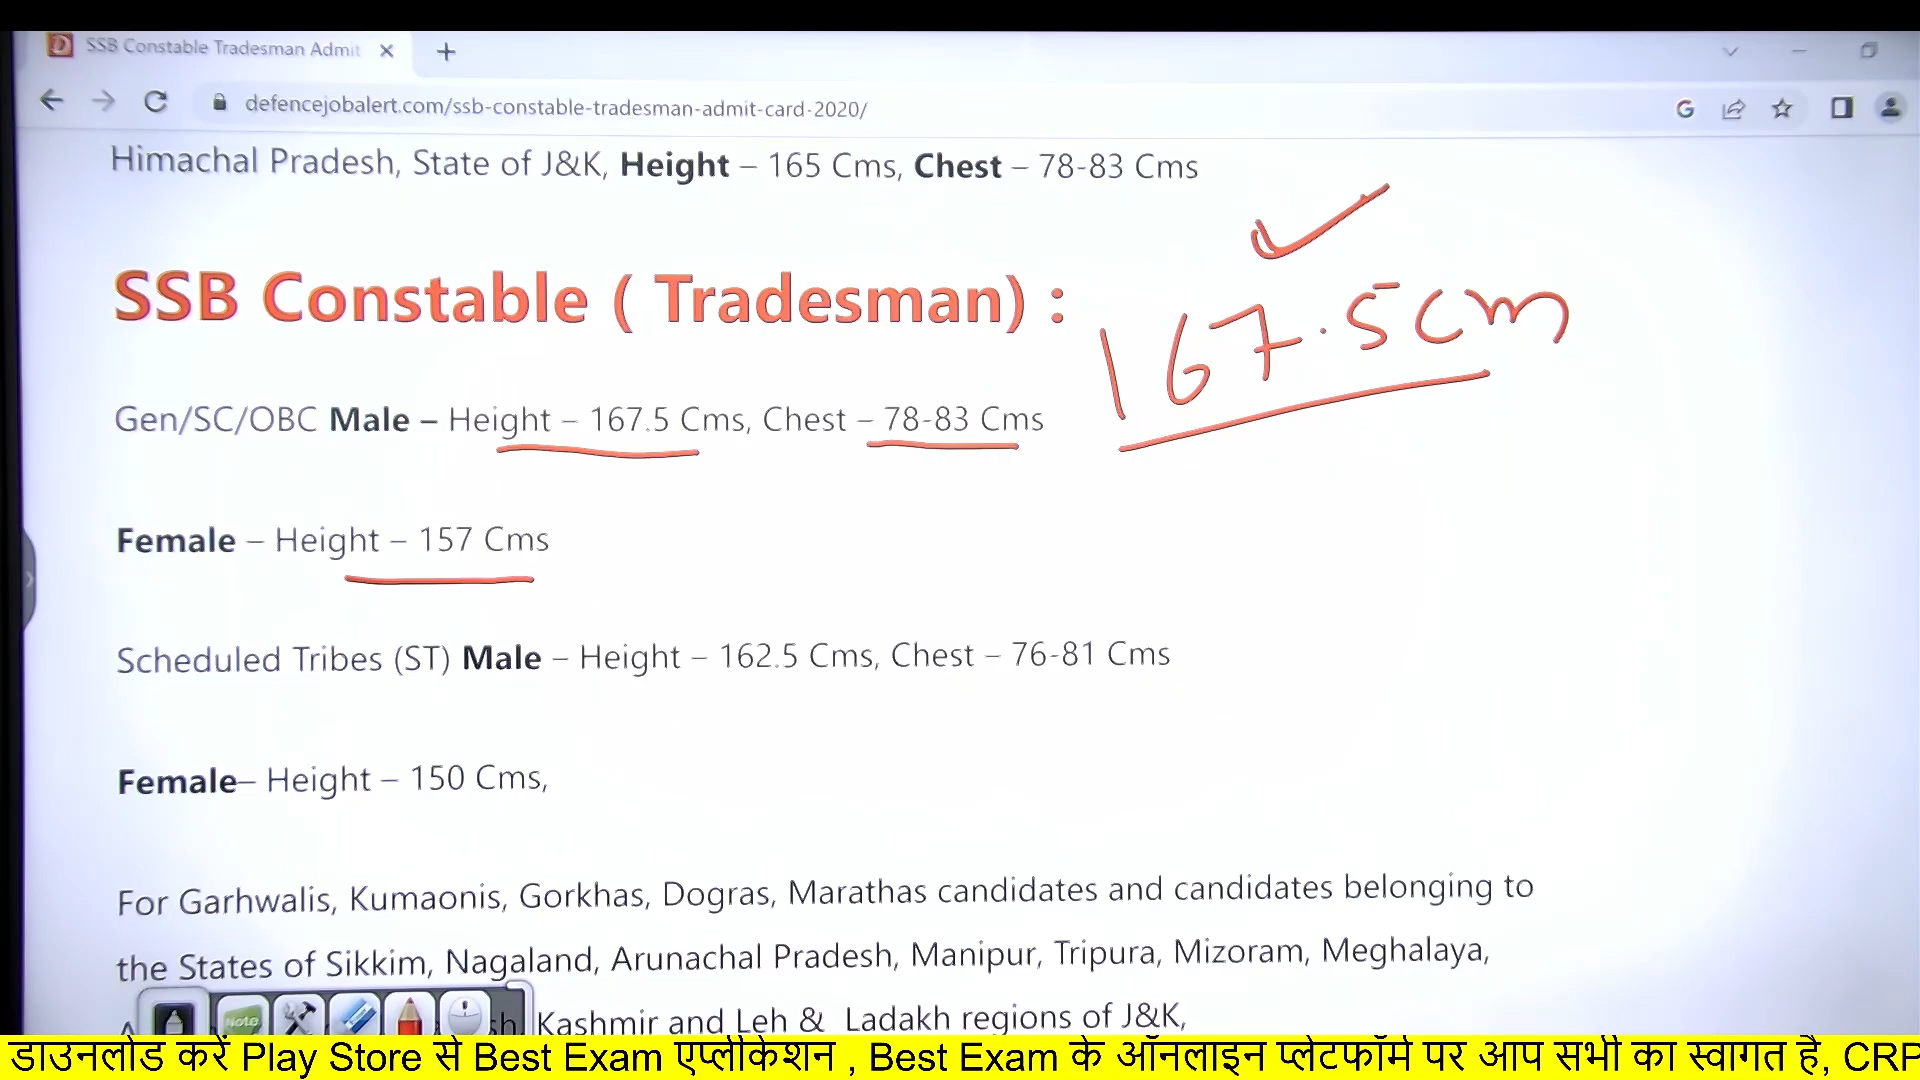 SSB Constable Tradesman Admit
defencejobalert.com/ssb-constable-tradesman-admit-card-2020/
Himachal Pradesh, State of J&K, Height – 165 Cms, Chest – 78-83 Cms
SSB Constable ( Tradesman) :
167.5cm
Gen/SC/OBC Male – Height – 167.5 Cms, Chest – 78-83 Cms
Female – Height – 157 Cms
Scheduled Tribes (ST) Male – Height – 162.5 Cms, Chest – 76-81 Cms
Female– Height – 150 Cms,
For Garhwalis, Kumaonis, Gorkhas, Dogras, Marathas candidates and candidates belonging to
the States of Sikkim, Nagaland, Arunachal Pradesh, Manipur, Tripura, Mizoram, Meghalaya,
Kashmir and Leh & Ladakh regions of J&K,
Note
डाउनलोड करें Play Store से Best Exam एप्लीकेशन , Best Exam के ऑनलाइन प्लेटफॉर्म पर आप सभी का स्वागत है, CRP